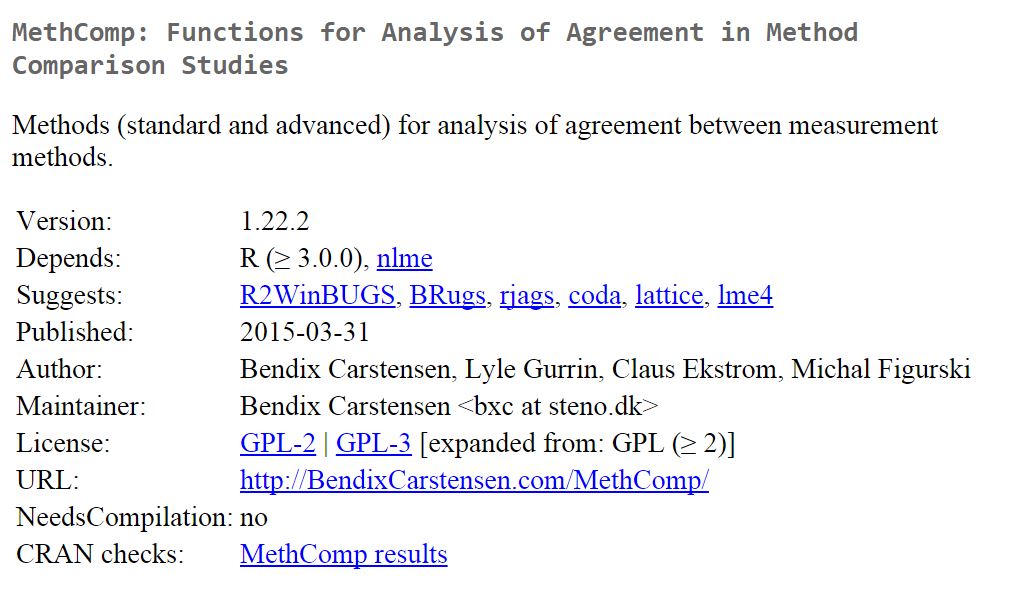 MethComp: Functions for Analysis of Agreement in Method
Comparison Studies
Methods (standard and advanced) for analysis of agreement between measurement
methods.
Version: 1.22.2
Depends: R (≥ 3.0.0), nlme
Suggests: R2WinBUGS, BRugs, rjags, coda, lattice, lme4
Published: 2015-03-31
Author: Bendix Carstensen, Lyle Gurrin, Claus Ekstrom, Michal Figurski
Maintainer: Bendix Carstensen <bxc at steno.dk>
License: GPL-2 | GPL-3 [expanded from: GPL (≥ 2)]
URL: http://BendixCarstensen.com/MethComp/
NeedsCompilation: no
CRAN checks: MethComp results